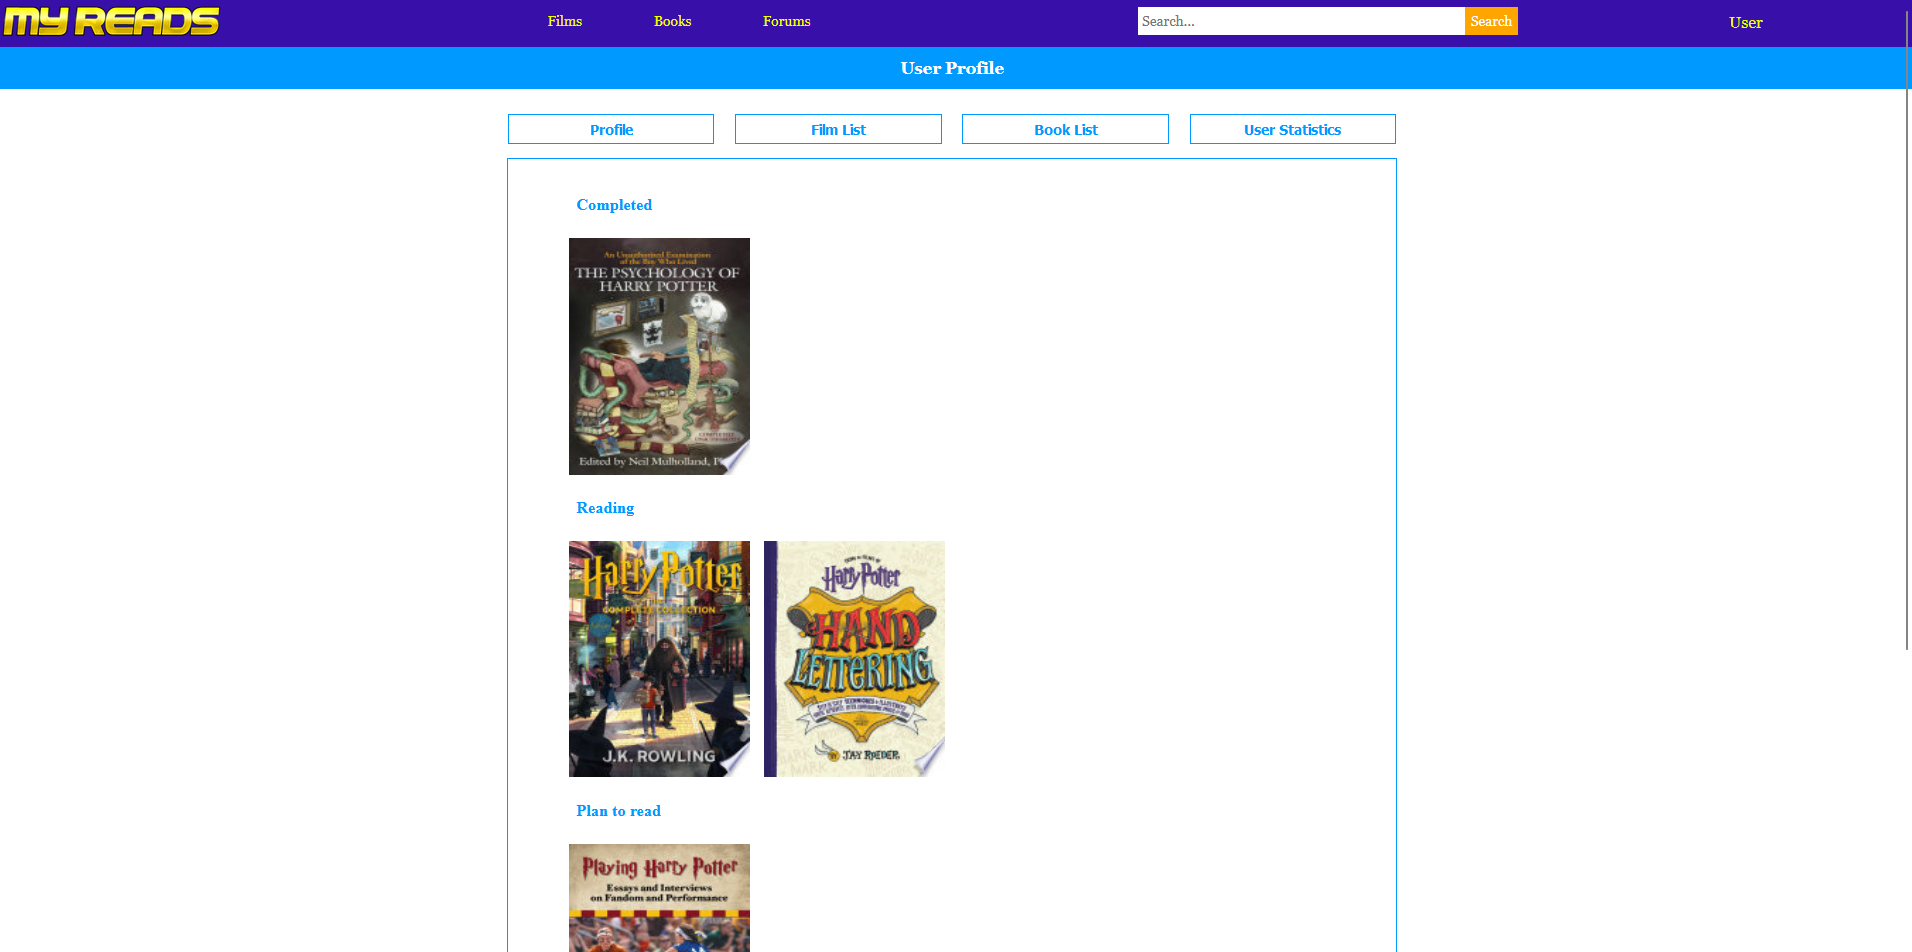 MY READS
Films
Books
Forums
Search...
Search
User
User Profile
Profile
Film List
Book List
User Statistics
Completed
An Unauthorized Examination
of the Boy Who Lived
THE PSYCHOLOGY OF
HARRY POTTER
Edited by Neil Mulholland,
Reading
Harry Potter
COMPLETE COLLECTION
J.K. ROWLING
Harry Potter
HAND
LETTERING
BY JAY ROEDER
Plan to read
Playing Harry Potter
Essays and Interviews
on Fandom and Performance